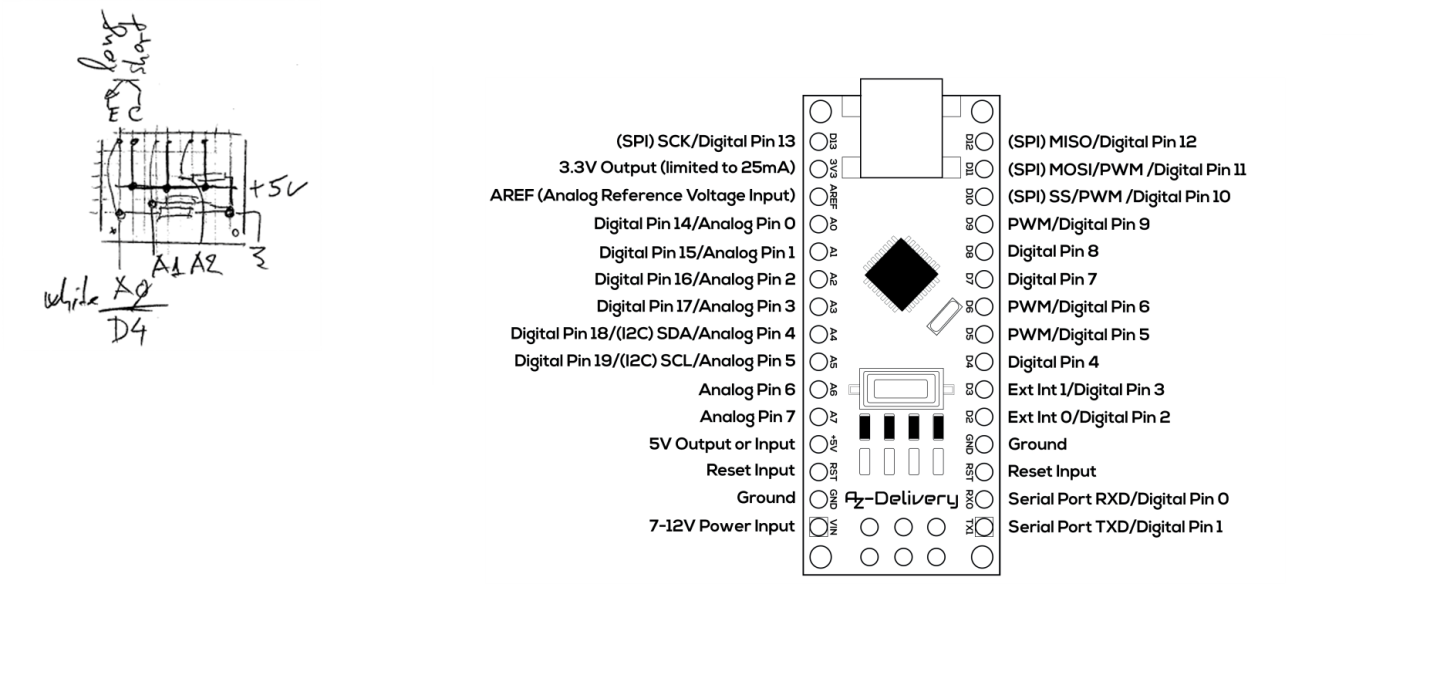 long
short
E C
+5V
A1 A2
white A0
D4
(SPI) SCK/Digital Pin 13
3.3V Output (limited to 25mA)
AREF (Analog Reference Voltage Input)
Digital Pin 14/Analog Pin 0
Digital Pin 15/Analog Pin 1
Digital Pin 16/Analog Pin 2
Digital Pin 17/Analog Pin 3
Digital Pin 18/(I2C) SDA/Analog Pin 4
Digital Pin 19/(I2C) SCL/Analog Pin 5
Analog Pin 6
Analog Pin 7
5V Output or Input
Reset Input
Ground
7-12V Power Input
D13
3V3
AREF
A0
A1
A2
A3
A4
A5
A6
A7
+5V
RST
GND
VIN
Az-Delivery
D12
D11
D10
D9
D8
D7
D6
D5
D4
D3
D2
GND
RST
RX0
TX1
(SPI) MISO/Digital Pin 12
(SPI) MOSI/PWM /Digital Pin 11
(SPI) SS/PWM /Digital Pin 10
PWM/Digital Pin 9
Digital Pin 8
Digital Pin 7
PWM/Digital Pin 6
PWM/Digital Pin 5
Digital Pin 4
Ext Int 1/Digital Pin 3
Ext Int 0/Digital Pin 2
Ground
Reset Input
Serial Port RXD/Digital Pin 0
Serial Port TXD/Digital Pin 1